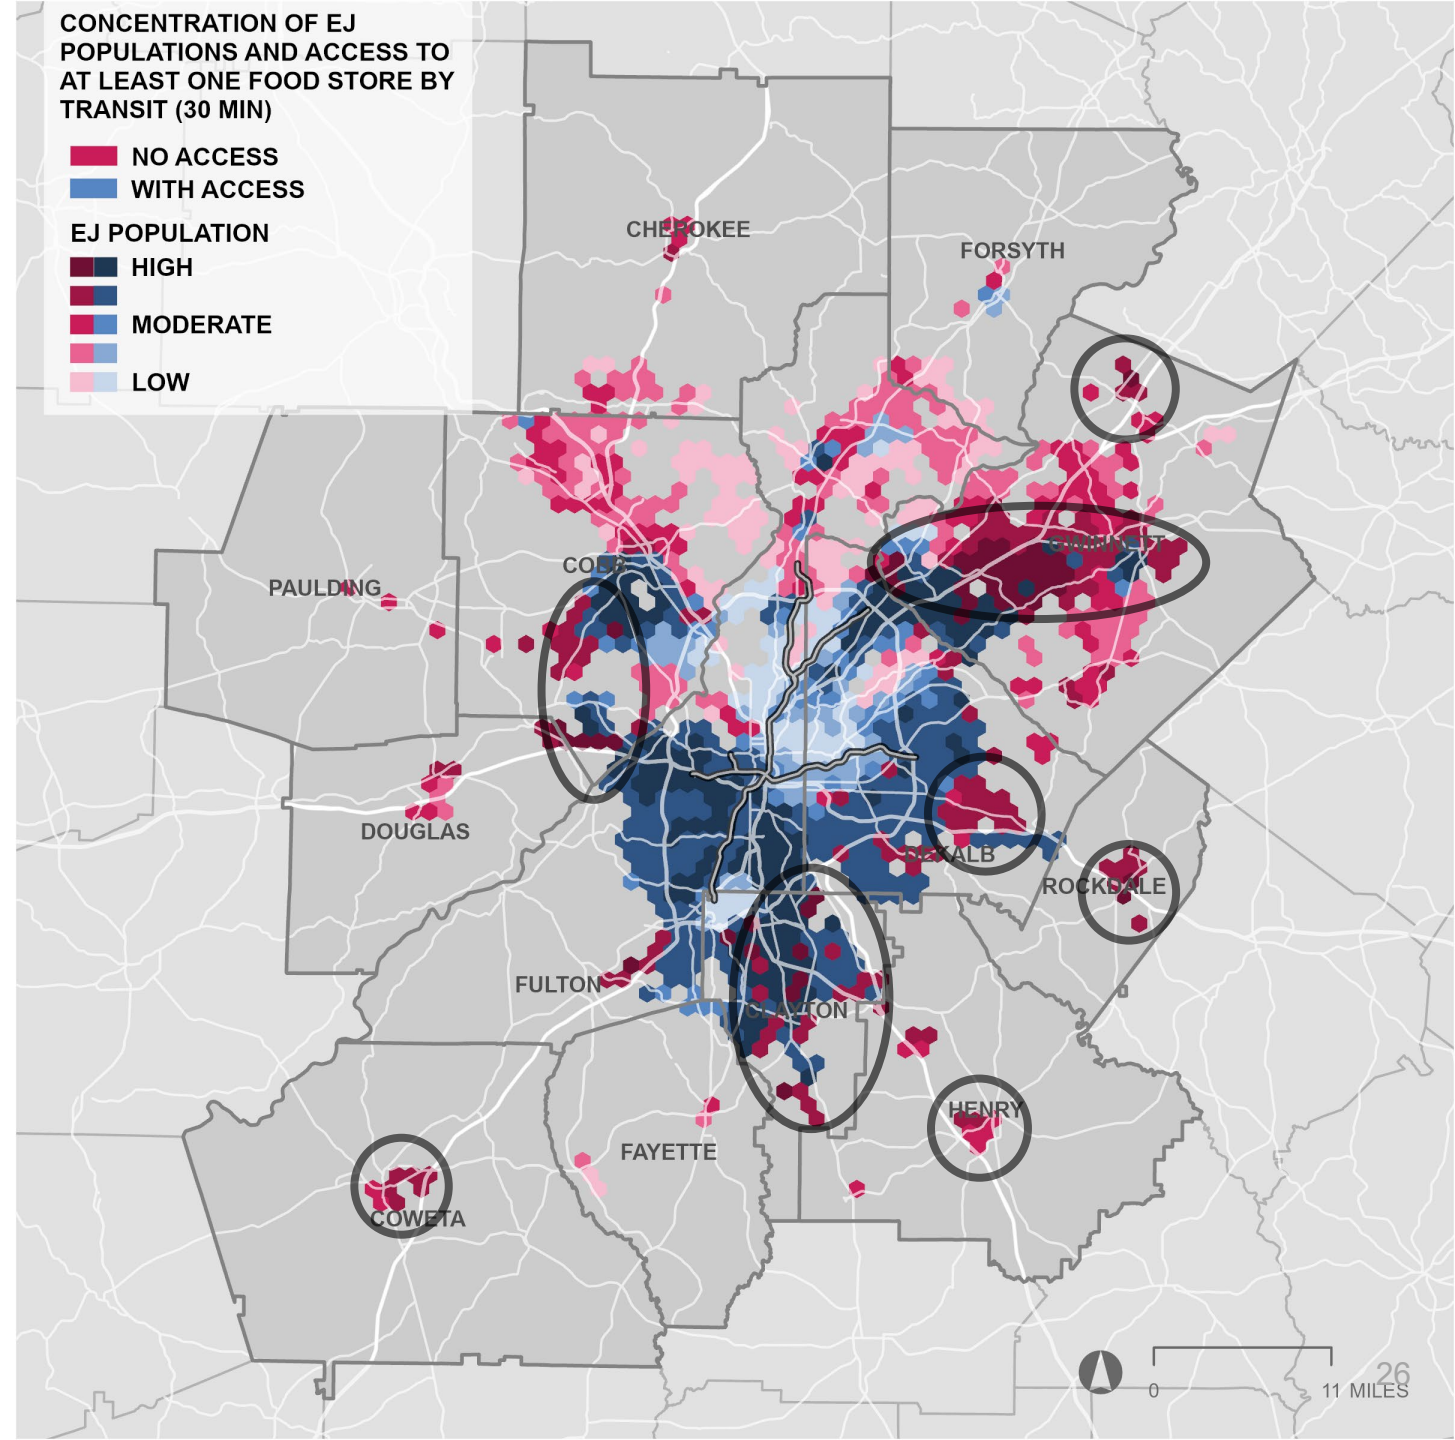 CONCENTRATION OF EJ
POPULATIONS AND ACCESS TO
AT LEAST ONE FOOD STORE BY
TRANSIT (30 MIN)
NO ACCESS
WITH ACCESS
EJ POPULATION
HIGH
MODERATE
LOW
CHEROKEE
FORSYTH
GWINNETT
COBB
PAULDING
DOUGLAS
DEKALB
ROCKDALE
FULTON
CLAYTON
HENRY
FAYETTE
COWETA
26
0 11 MILES